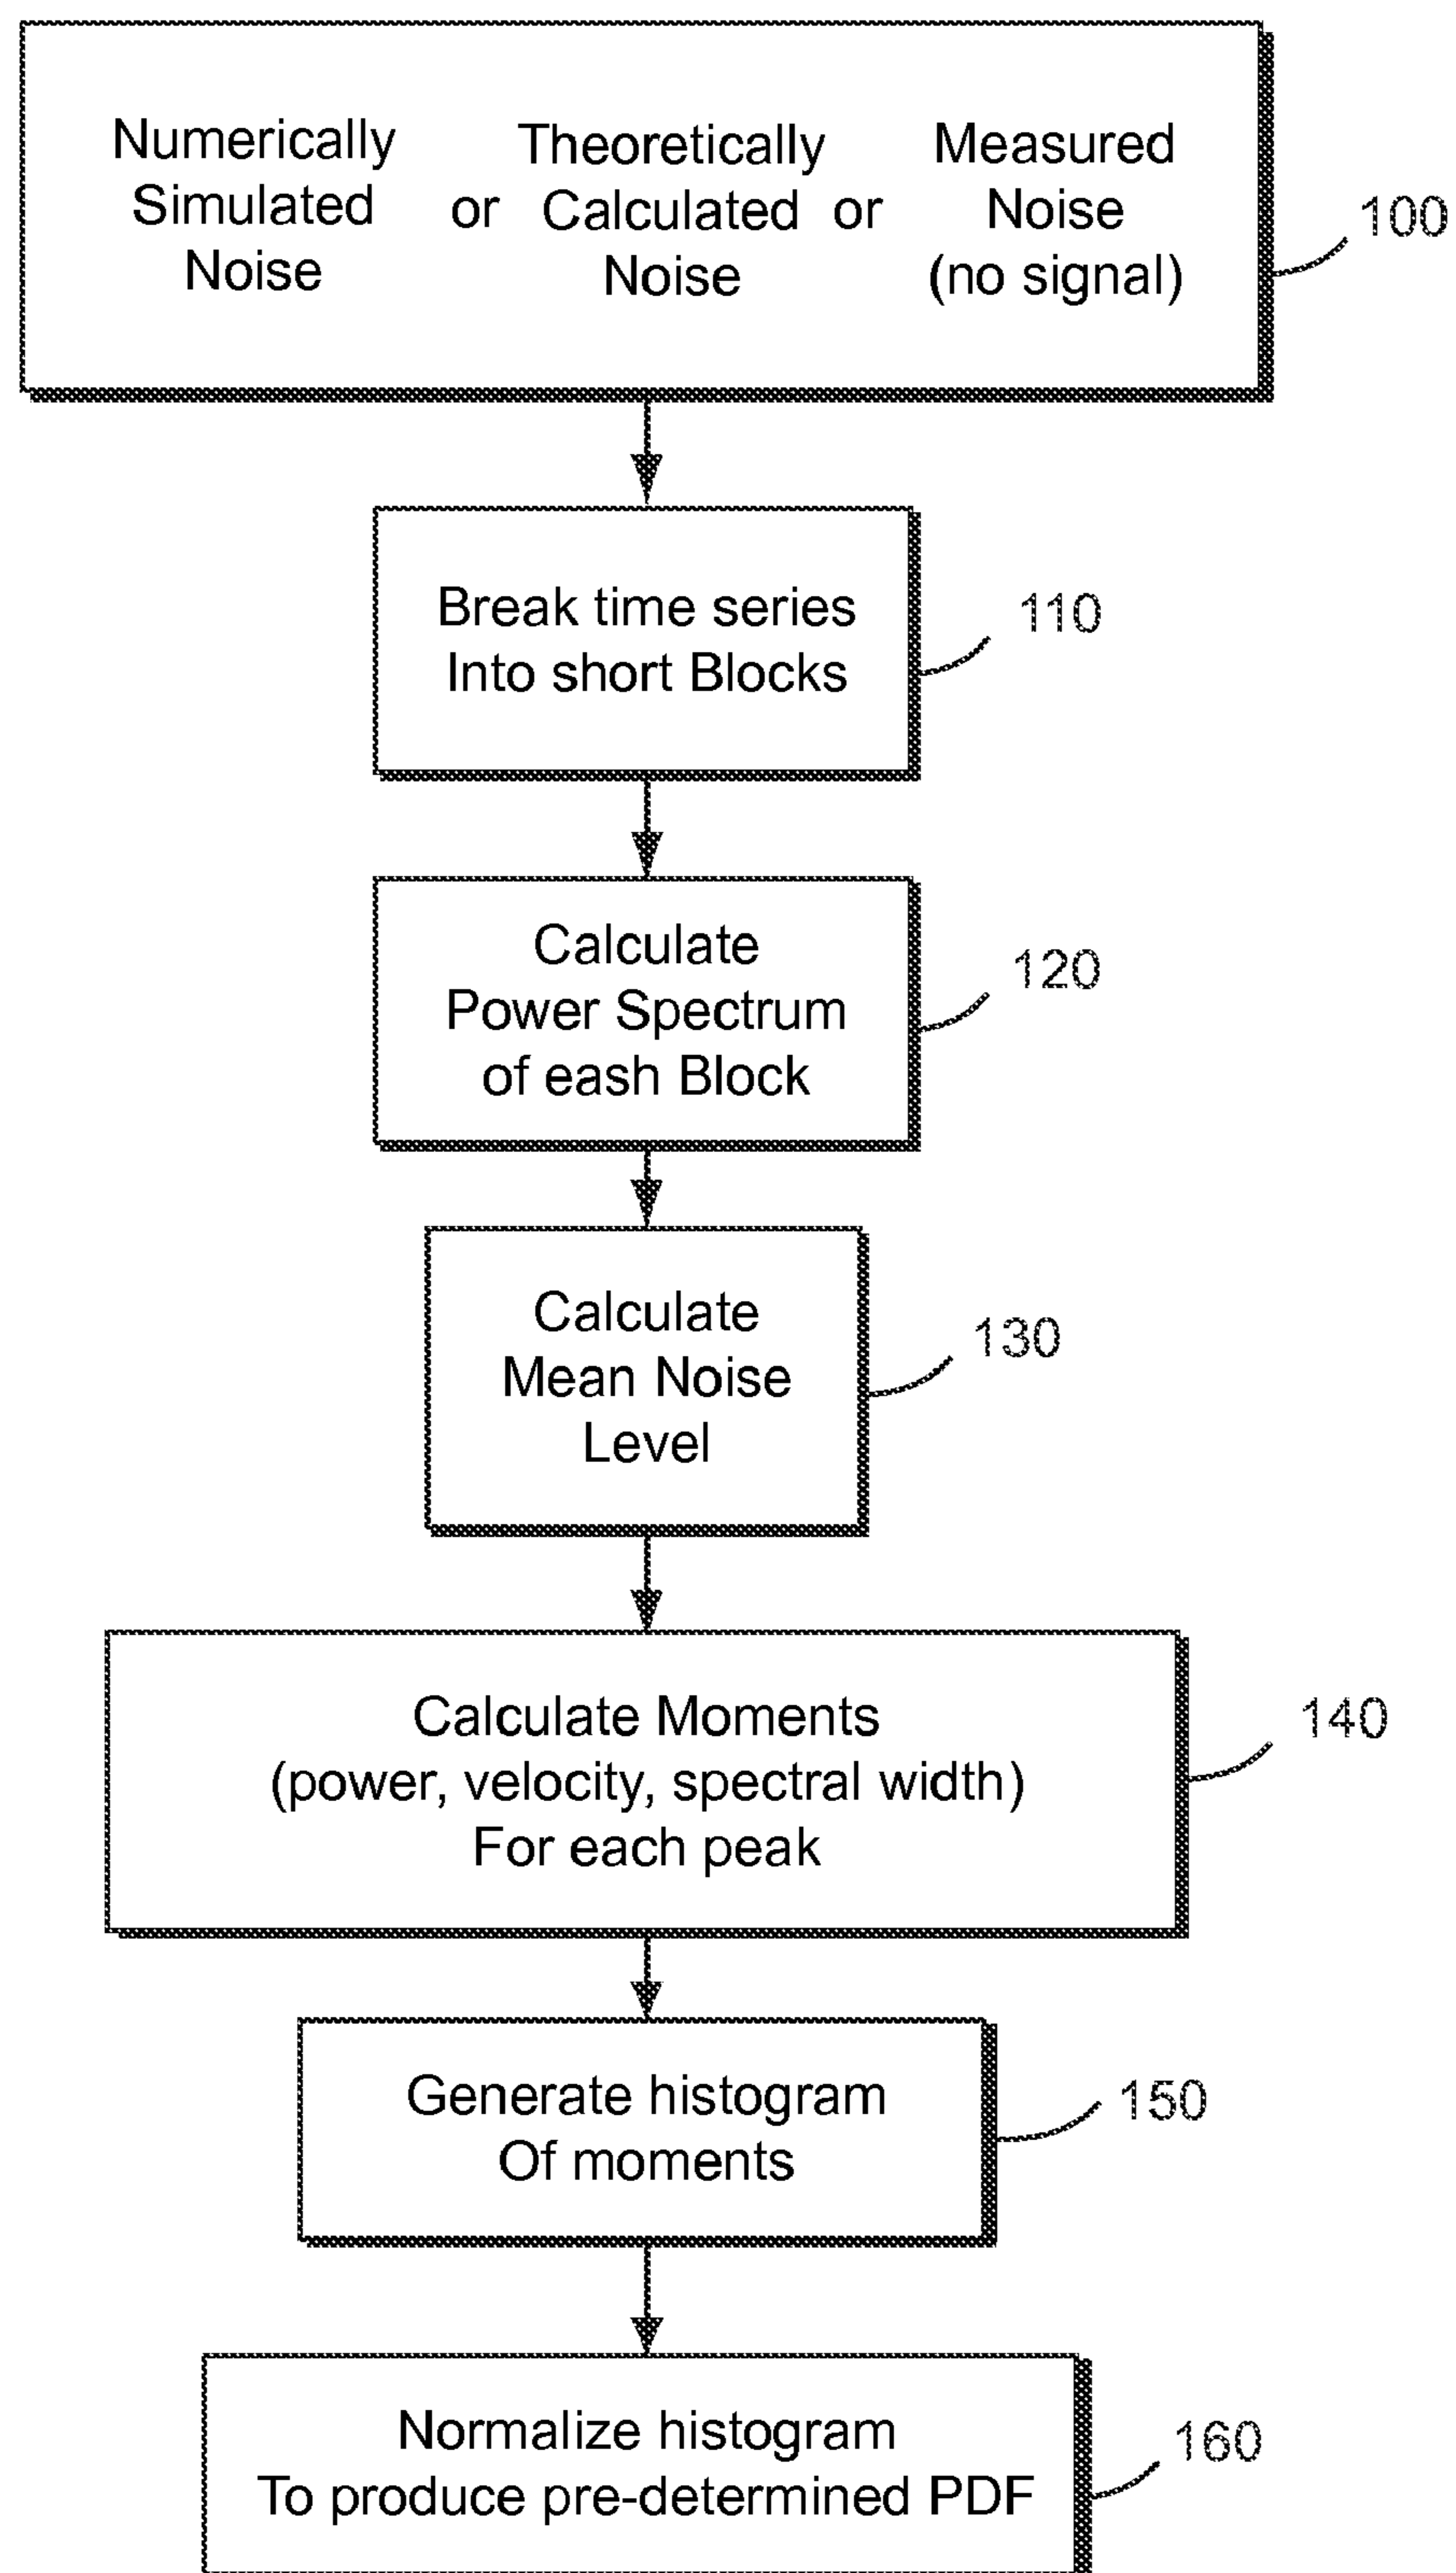 Numerically
Simulated
Noise
or
Theoretically
Calculated
Noise
or
Measured
Noise
(no signal)
100
Break time series
Into short Blocks
110
Calculate
Power Spectrum
of eash Block
120
Calculate
Mean Noise
Level
130
Calculate Moments
(power, velocity, spectral width)
For each peak
140
Generate histogram
Of moments
150
Normalize histogram
To produce pre-determined PDF
160